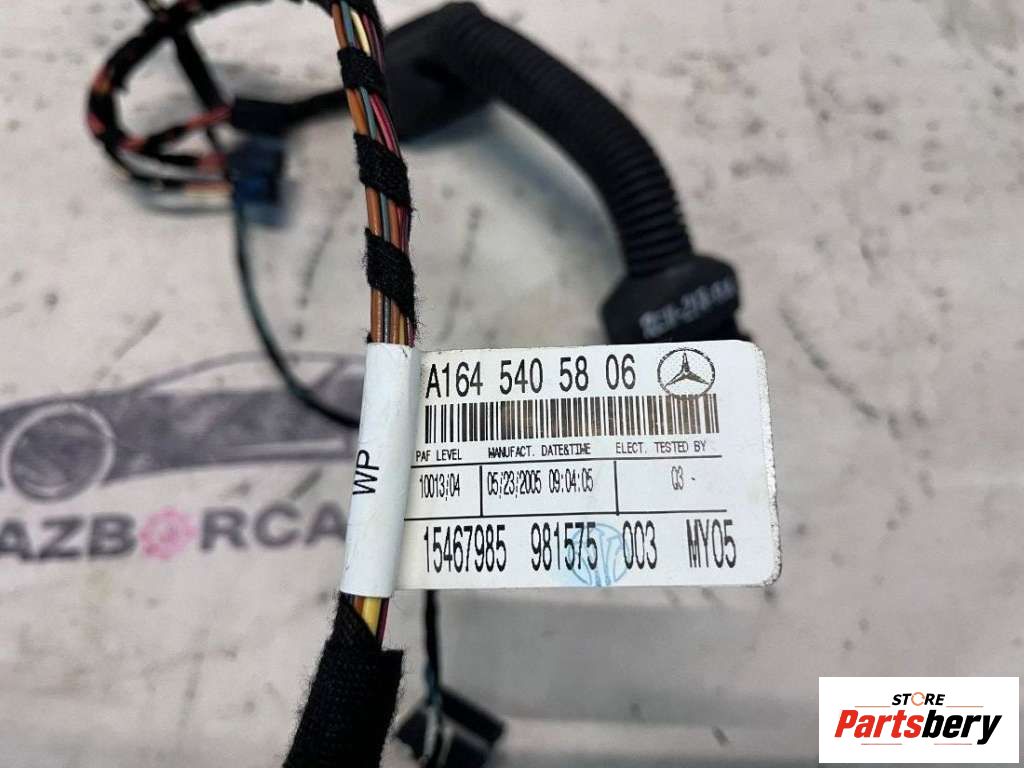 A164 540 58 06
PAF LEVEL MANUFACT. DATE&TIME ELECT. TESTED BY
10013/04 05/23/2005 09:04:05 Q3
15467985 981575 003 MY05
WP
AZBORCA
STORE
Partsbery